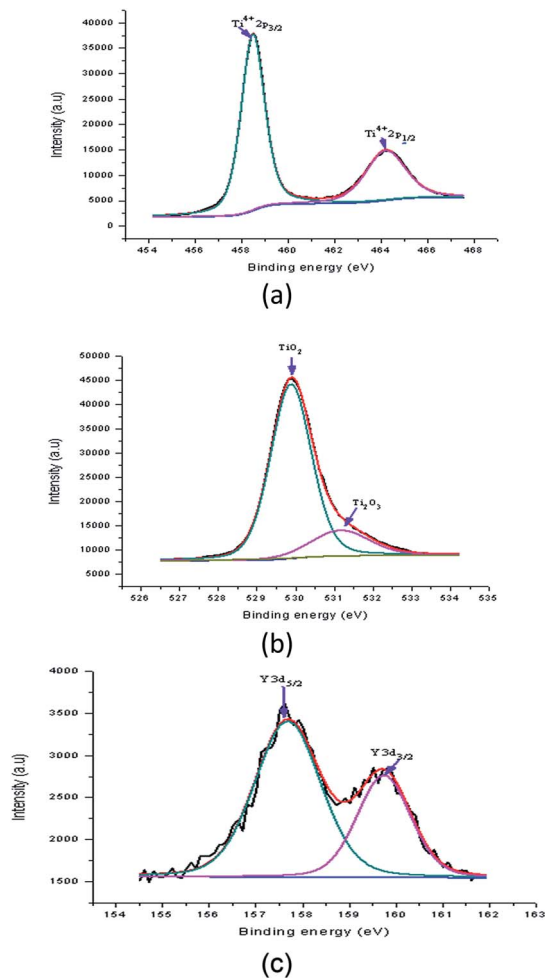 Ti⁴⁺ 2p₃/₂
Ti⁴⁺ 2p₁/₂
Intensity (a.u)
40000
35000
30000
25000
20000
15000
10000
5000
0
454 456 458 460 462 464 466 468
Binding energy (eV)
(a)
TiO₂
Ti₂O₃
Intensity (a.u)
50000
45000
40000
35000
30000
25000
20000
15000
10000
5000
526 527 528 529 530 531 532 533 534 535
Binding energy (eV)
(b)
Y3d₅/₂
Y3d₃/₂
Intensity (a.u)
4000
3500
3000
2500
2000
1500
154 155 156 157 158 159 160 161 162 163
Binding energy (eV)
(c)